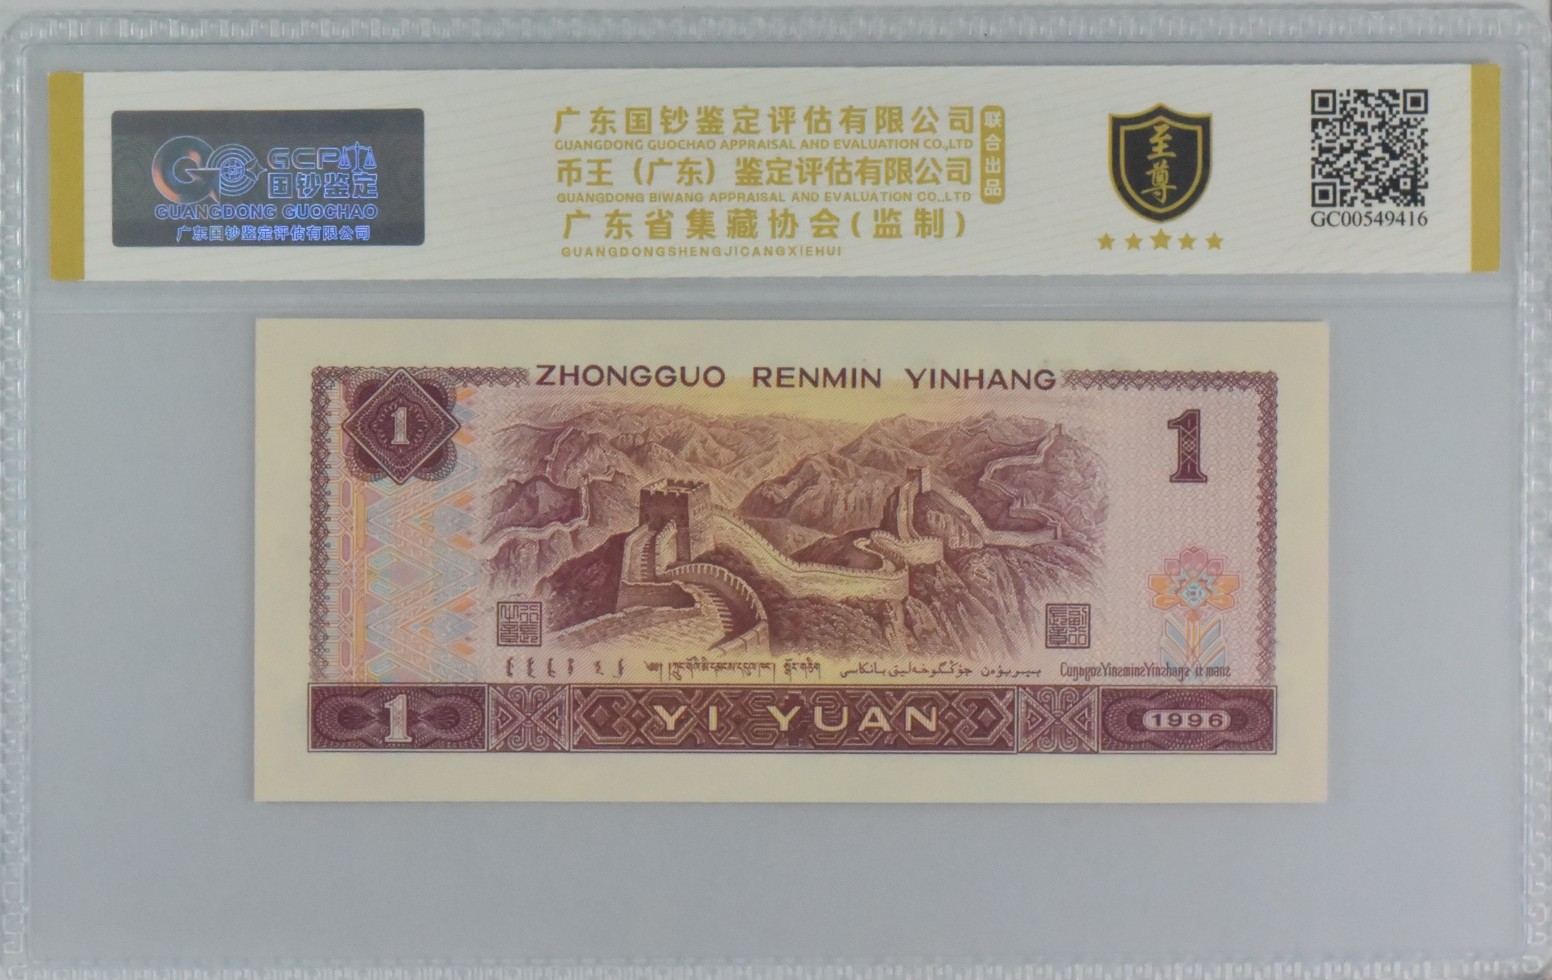 GCP
国钞鉴定
GUANGDONG GUOCHAO
广东国钞鉴定评估有限公司
广东国钞鉴定评估有限公司
GUANGDONG GUOCHAO APPRAISAL AND EVALUATION CO.,LTD
币王（广东）鉴定评估有限公司
GUANGDONG BIWANG APPRAISAL AND EVALUATION CO.,LTD
联合出品
广东省集藏协会(监制)
GUANGDONGSHENGJICANGXIEHUI
至尊
GC00549416
ZHONGGUO RENMIN YINHANG
1
1
1
YI YUAN
1996